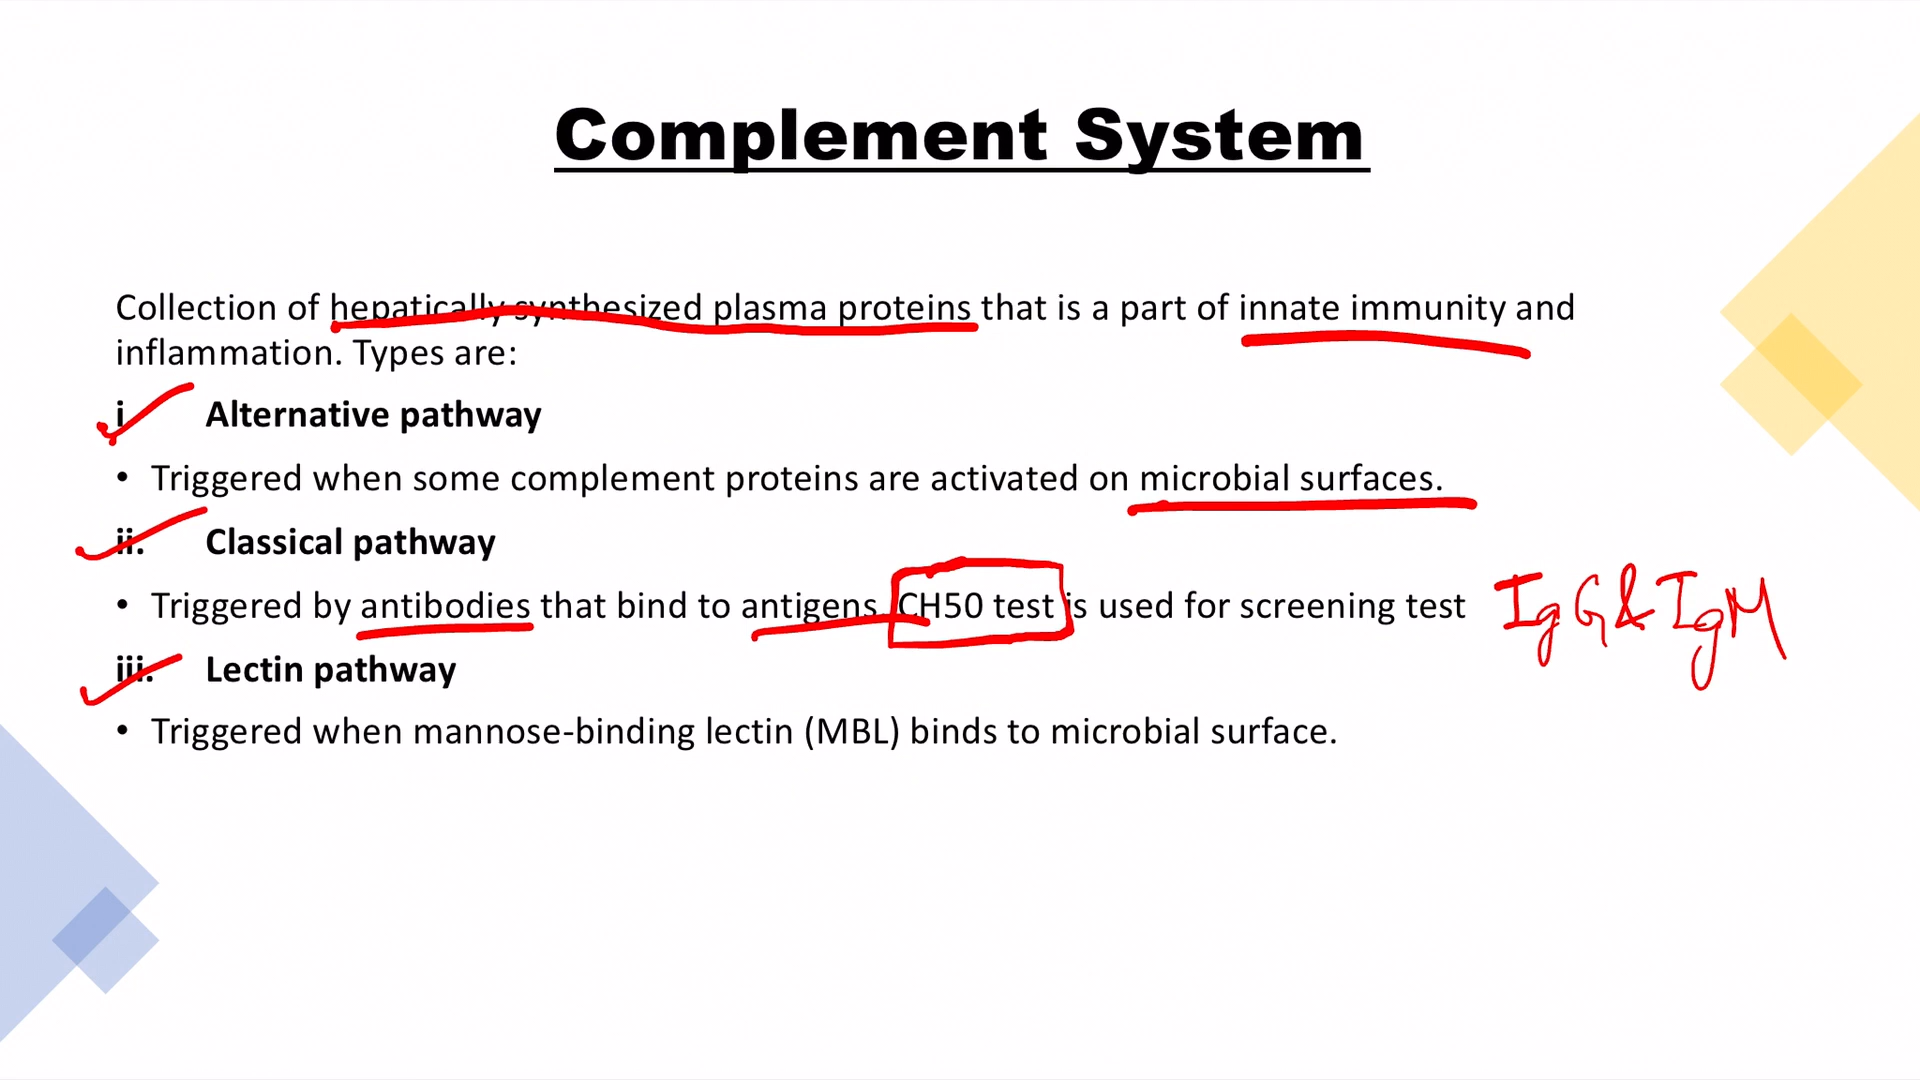 Complement System
Collection of hepatically synthesized plasma proteins that is a part of innate immunity and
inflammation. Types are:
i Alternative pathway
• Triggered when some complement proteins are activated on microbial surfaces.
ii. Classical pathway
• Triggered by antibodies that bind to antigens. CH50 test is used for screening test IgG & IgM
iii. Lectin pathway
• Triggered when mannose-binding lectin (MBL) binds to microbial surface.